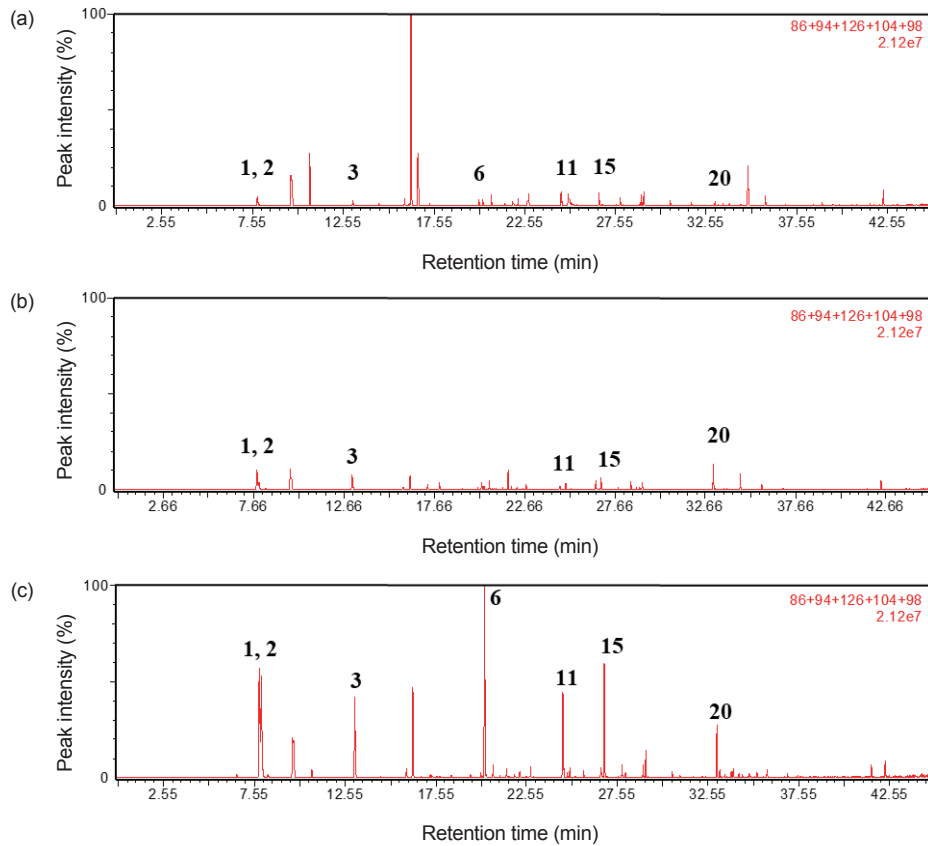 (a)
100
86+94+126+104+98
2.12e7
Peak intensity (%)
1, 2
3
6
11
15
20
0
2.55 7.55 12.55 17.55 22.55 27.55 32.55 37.55 42.55
Retention time (min)
(b)
100
86+94+126+104+98
2.12e7
Peak intensity (%)
1, 2
3
11
15
20
0
2.66 7.66 12.66 17.66 22.66 27.66 32.66 37.66 42.66
Retention time (min)
(c)
100
86+94+126+104+98
2.12e7
Peak intensity (%)
1, 2
3
6
11
15
20
0
2.55 7.55 12.55 17.55 22.55 27.55 32.55 37.55 42.55
Retention time (min)